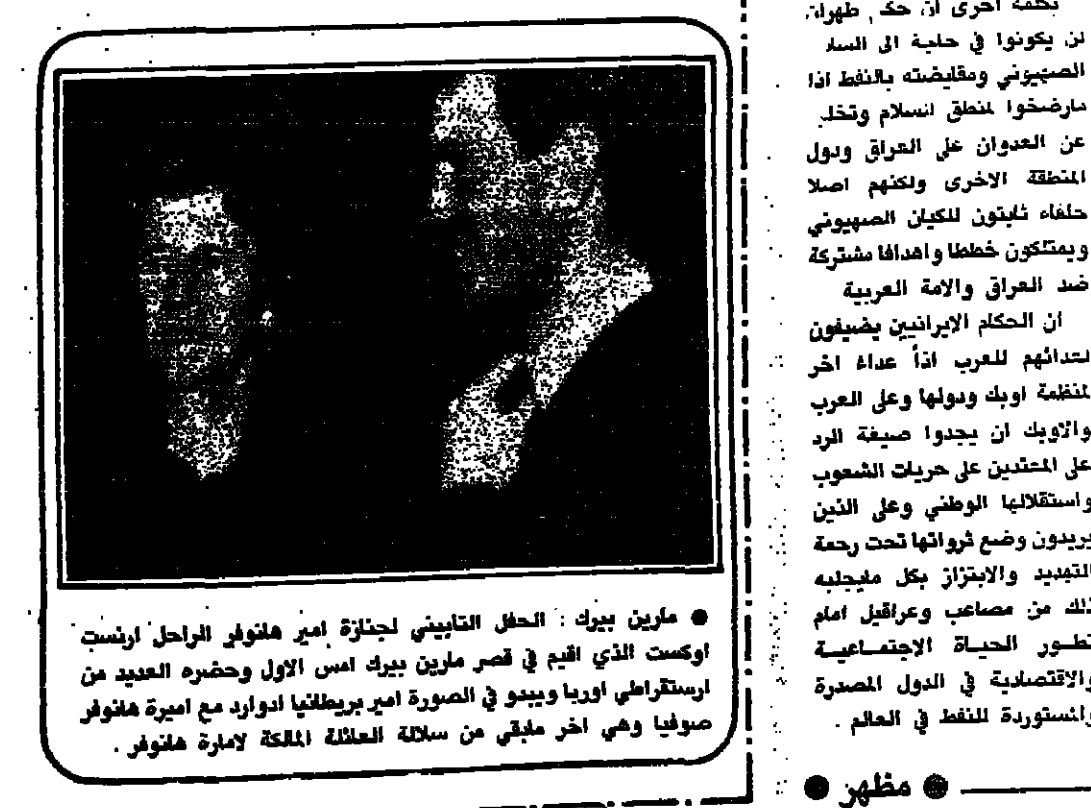 بكلمة اخرى ان حكام طهران
لن يكونوا في حاجة الى السلا
الصهيوني ومقايضته بالنفط اذا
مارضخوا لمنطق السلام وتخلـ
عن العدوان على العراق ودول
المنطقة الاخرى ولكنهم اصلا
حلفاء ثابتون للكيان الصهيوني
ويمتلكون خططا واهدافا مشتركة
ضد العراق والامة العربية
ان الحكام الايرانيين يضيفون
لعدائهم للعرب اذاً عداء اخر
لمنظمة اوبك ودولها وعلى العرب
والاوبك ان يجدوا صيغة الرد
على المعتدين على حريات الشعوب
واستقلالها الوطني وعلى الذين
يريدون وضع ثرواتها تحت رحمة
التهديد والابتزاز بكل مايجلبه
ذلك من مصاعب وعراقيل امام
تطور الحياة الاجتمـاعيـة
والاقتصادية في الدول المصدرة
والمستوردة للنفط في العالم .
● مظهر ●
● مارين بيرك : الحفل التابيني لجنازة امير هانوفر الراحل ارنست
اوكست الذي اقيم في قصر مارين بيرك امس الاول وحضره العديد من
ارستقراطي اوربا ويبدو في الصورة امير بريطانيا ادوارد مع اميرة هانوفر
صوفيا وهي اخر مابقي من سلالة العائلة المالكة لامارة هانوفر .